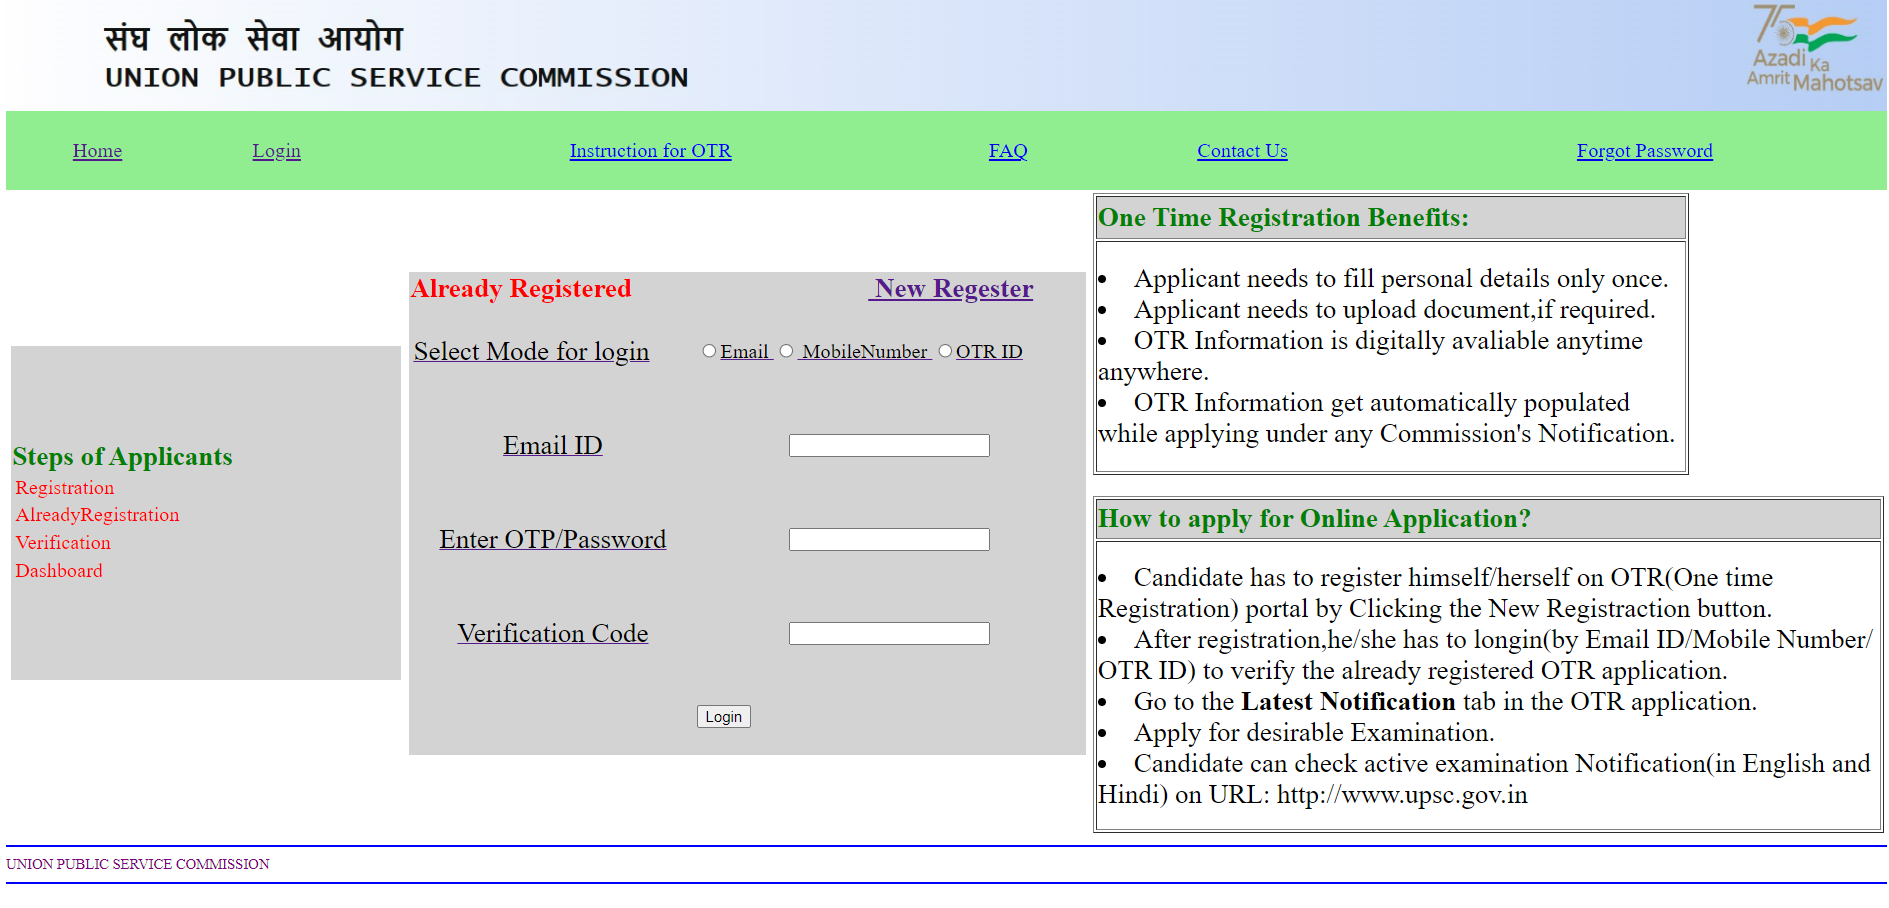 संघ लोक सेवा आयोग
UNION PUBLIC SERVICE COMMISSION
75
Azadi Ka
Amrit Mahotsav
Home Login Instruction for OTR FAQ Contact Us Forgot Password
Steps of Applicants
Registration
AlreadyRegistration
Verification
Dashboard
Already Registered New Regester
Select Mode for login Email MobileNumber OTR ID
Email ID
Enter OTP/Password
Verification Code
Login
One Time Registration Benefits:
• Applicant needs to fill personal details only once.
• Applicant needs to upload document,if required.
• OTR Information is digitally avaliable anytime
anywhere.
• OTR Information get automatically populated
while applying under any Commission's Notification.
How to apply for Online Application?
• Candidate has to register himself/herself on OTR(One time
Registration) portal by Clicking the New Registraction button.
• After registration,he/she has to longin(by Email ID/Mobile Number/
OTR ID) to verify the already registered OTR application.
• Go to the Latest Notification tab in the OTR application.
• Apply for desirable Examination.
• Candidate can check active examination Notification(in English and
Hindi) on URL: http://www.upsc.gov.in
UNION PUBLIC SERVICE COMMISSION